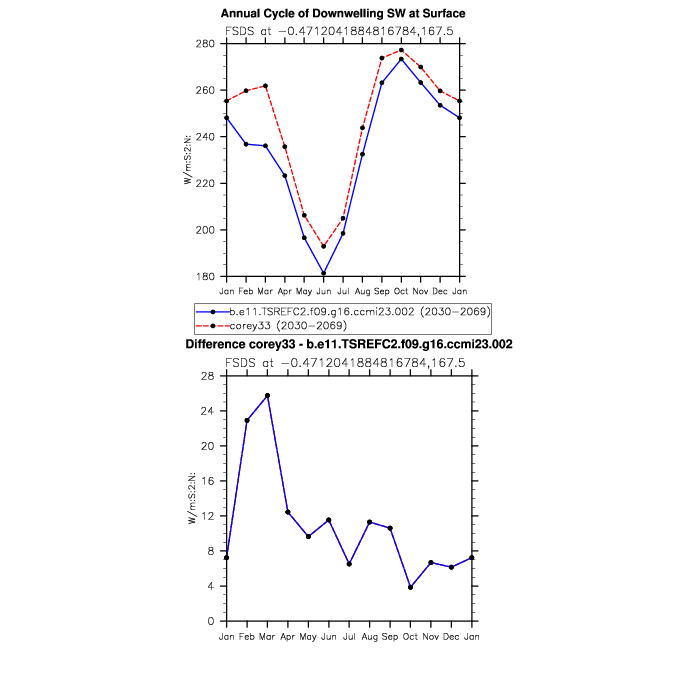 Annual Cycle of Downwelling SW at Surface
FSDS at −0.4712041884816784,167.5
280
260
240
220
200
180
W/m:S:2:N:
Jan Feb Mar Apr May Jun Jul Aug Sep Oct Nov Dec Jan
b.e11.TSREFC2.f09.g16.ccmi23.002 (2030−2069)
corey33 (2030−2069)
Difference corey33 - b.e11.TSREFC2.f09.g16.ccmi23.002
FSDS at −0.4712041884816784,167.5
28
24
20
16
12
8
4
0
W/m:S:2:N:
Jan Feb Mar Apr May Jun Jul Aug Sep Oct Nov Dec Jan